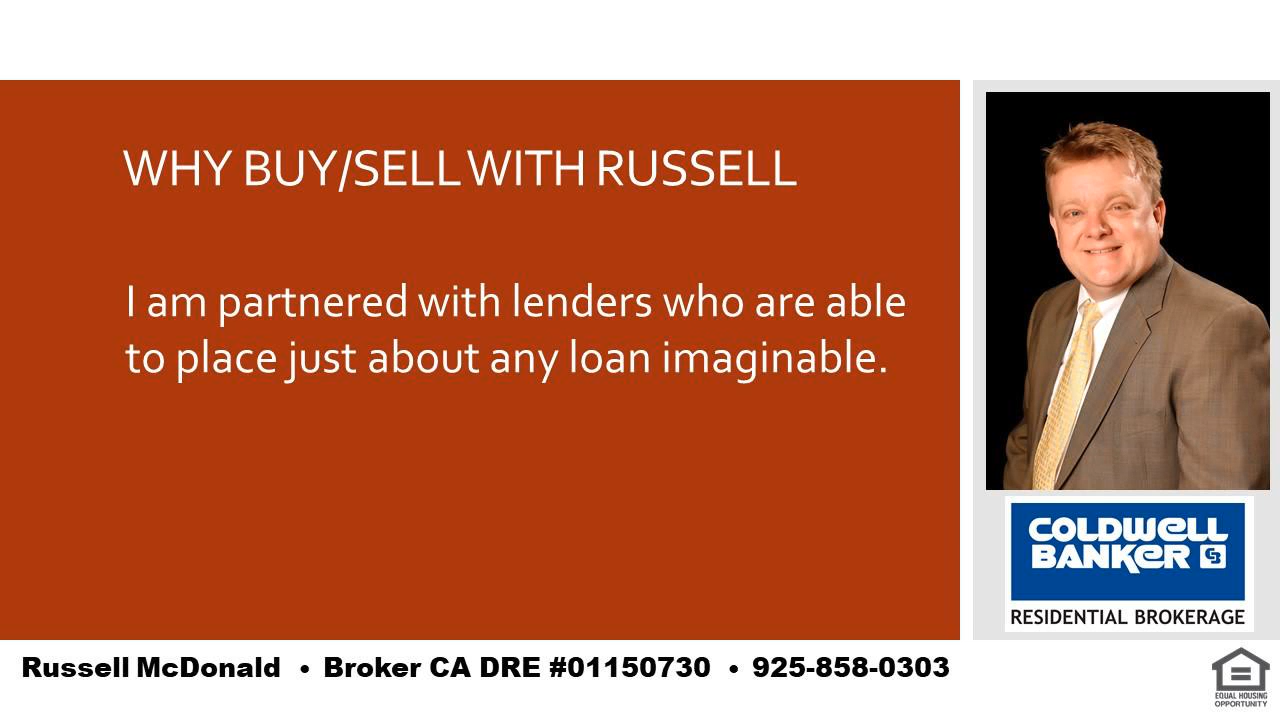 WHY BUY/SELL WITH RUSSELL
I am partnered with lenders who are able
to place just about any loan imaginable.
COLDWELL
BANKER CB
RESIDENTIAL BROKERAGE
Russell McDonald • Broker CA DRE #01150730 • 925-858-0303
EQUAL HOUSING
OPPORTUNITY